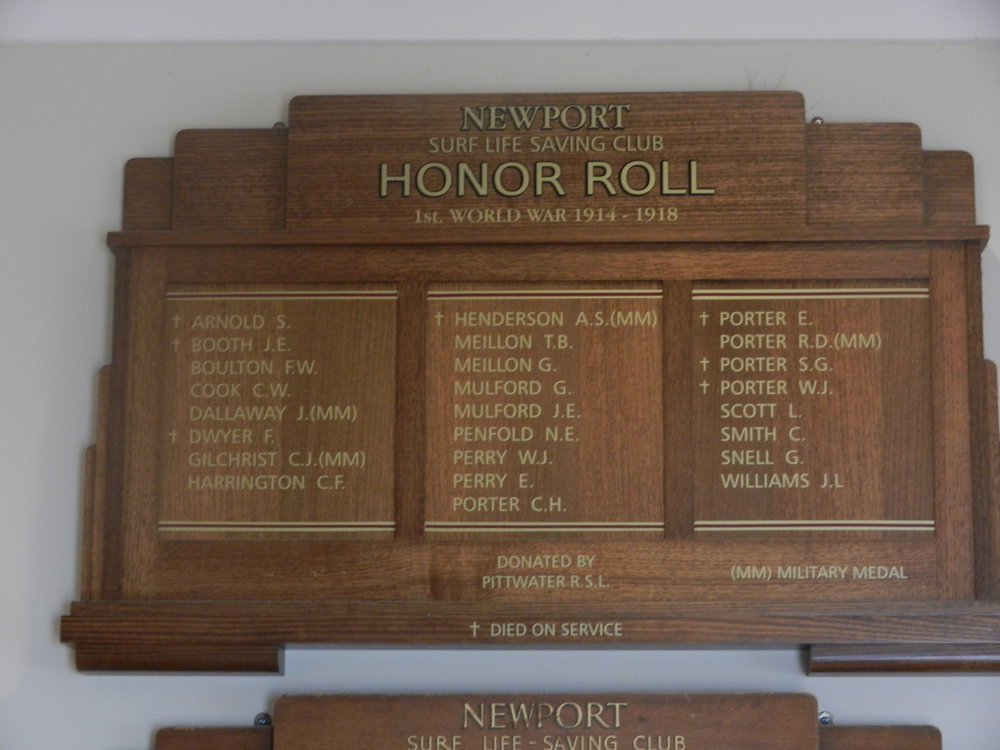 NEWPORT
SURF LIFE SAVING CLUB
HONOR ROLL
1st. WORLD WAR 1914 - 1918
† ARNOLD S.
† BOOTH J.E.
BOULTON F.W.
COOK C.W.
DALLAWAY J.(MM)
† DWYER F.
GILCHRIST C.J.(MM)
HARRINGTON C.F.
† HENDERSON A.S.(MM)
MEILLON T.B.
MEILLON G.
MULFORD G.
MULFORD J.E.
PENFOLD N.E.
PERRY W.J.
PERRY E.
PORTER C.H.
† PORTER E.
PORTER R.D.(MM)
† PORTER S.G.
† PORTER W.J.
SCOTT L.
SMITH C.
SNELL G.
WILLIAMS J.L
DONATED BY
PITTWATER R.S.L.
(MM) MILITARY MEDAL
† DIED ON SERVICE
NEWPORT
SURF LIFE-SAVING CLUB